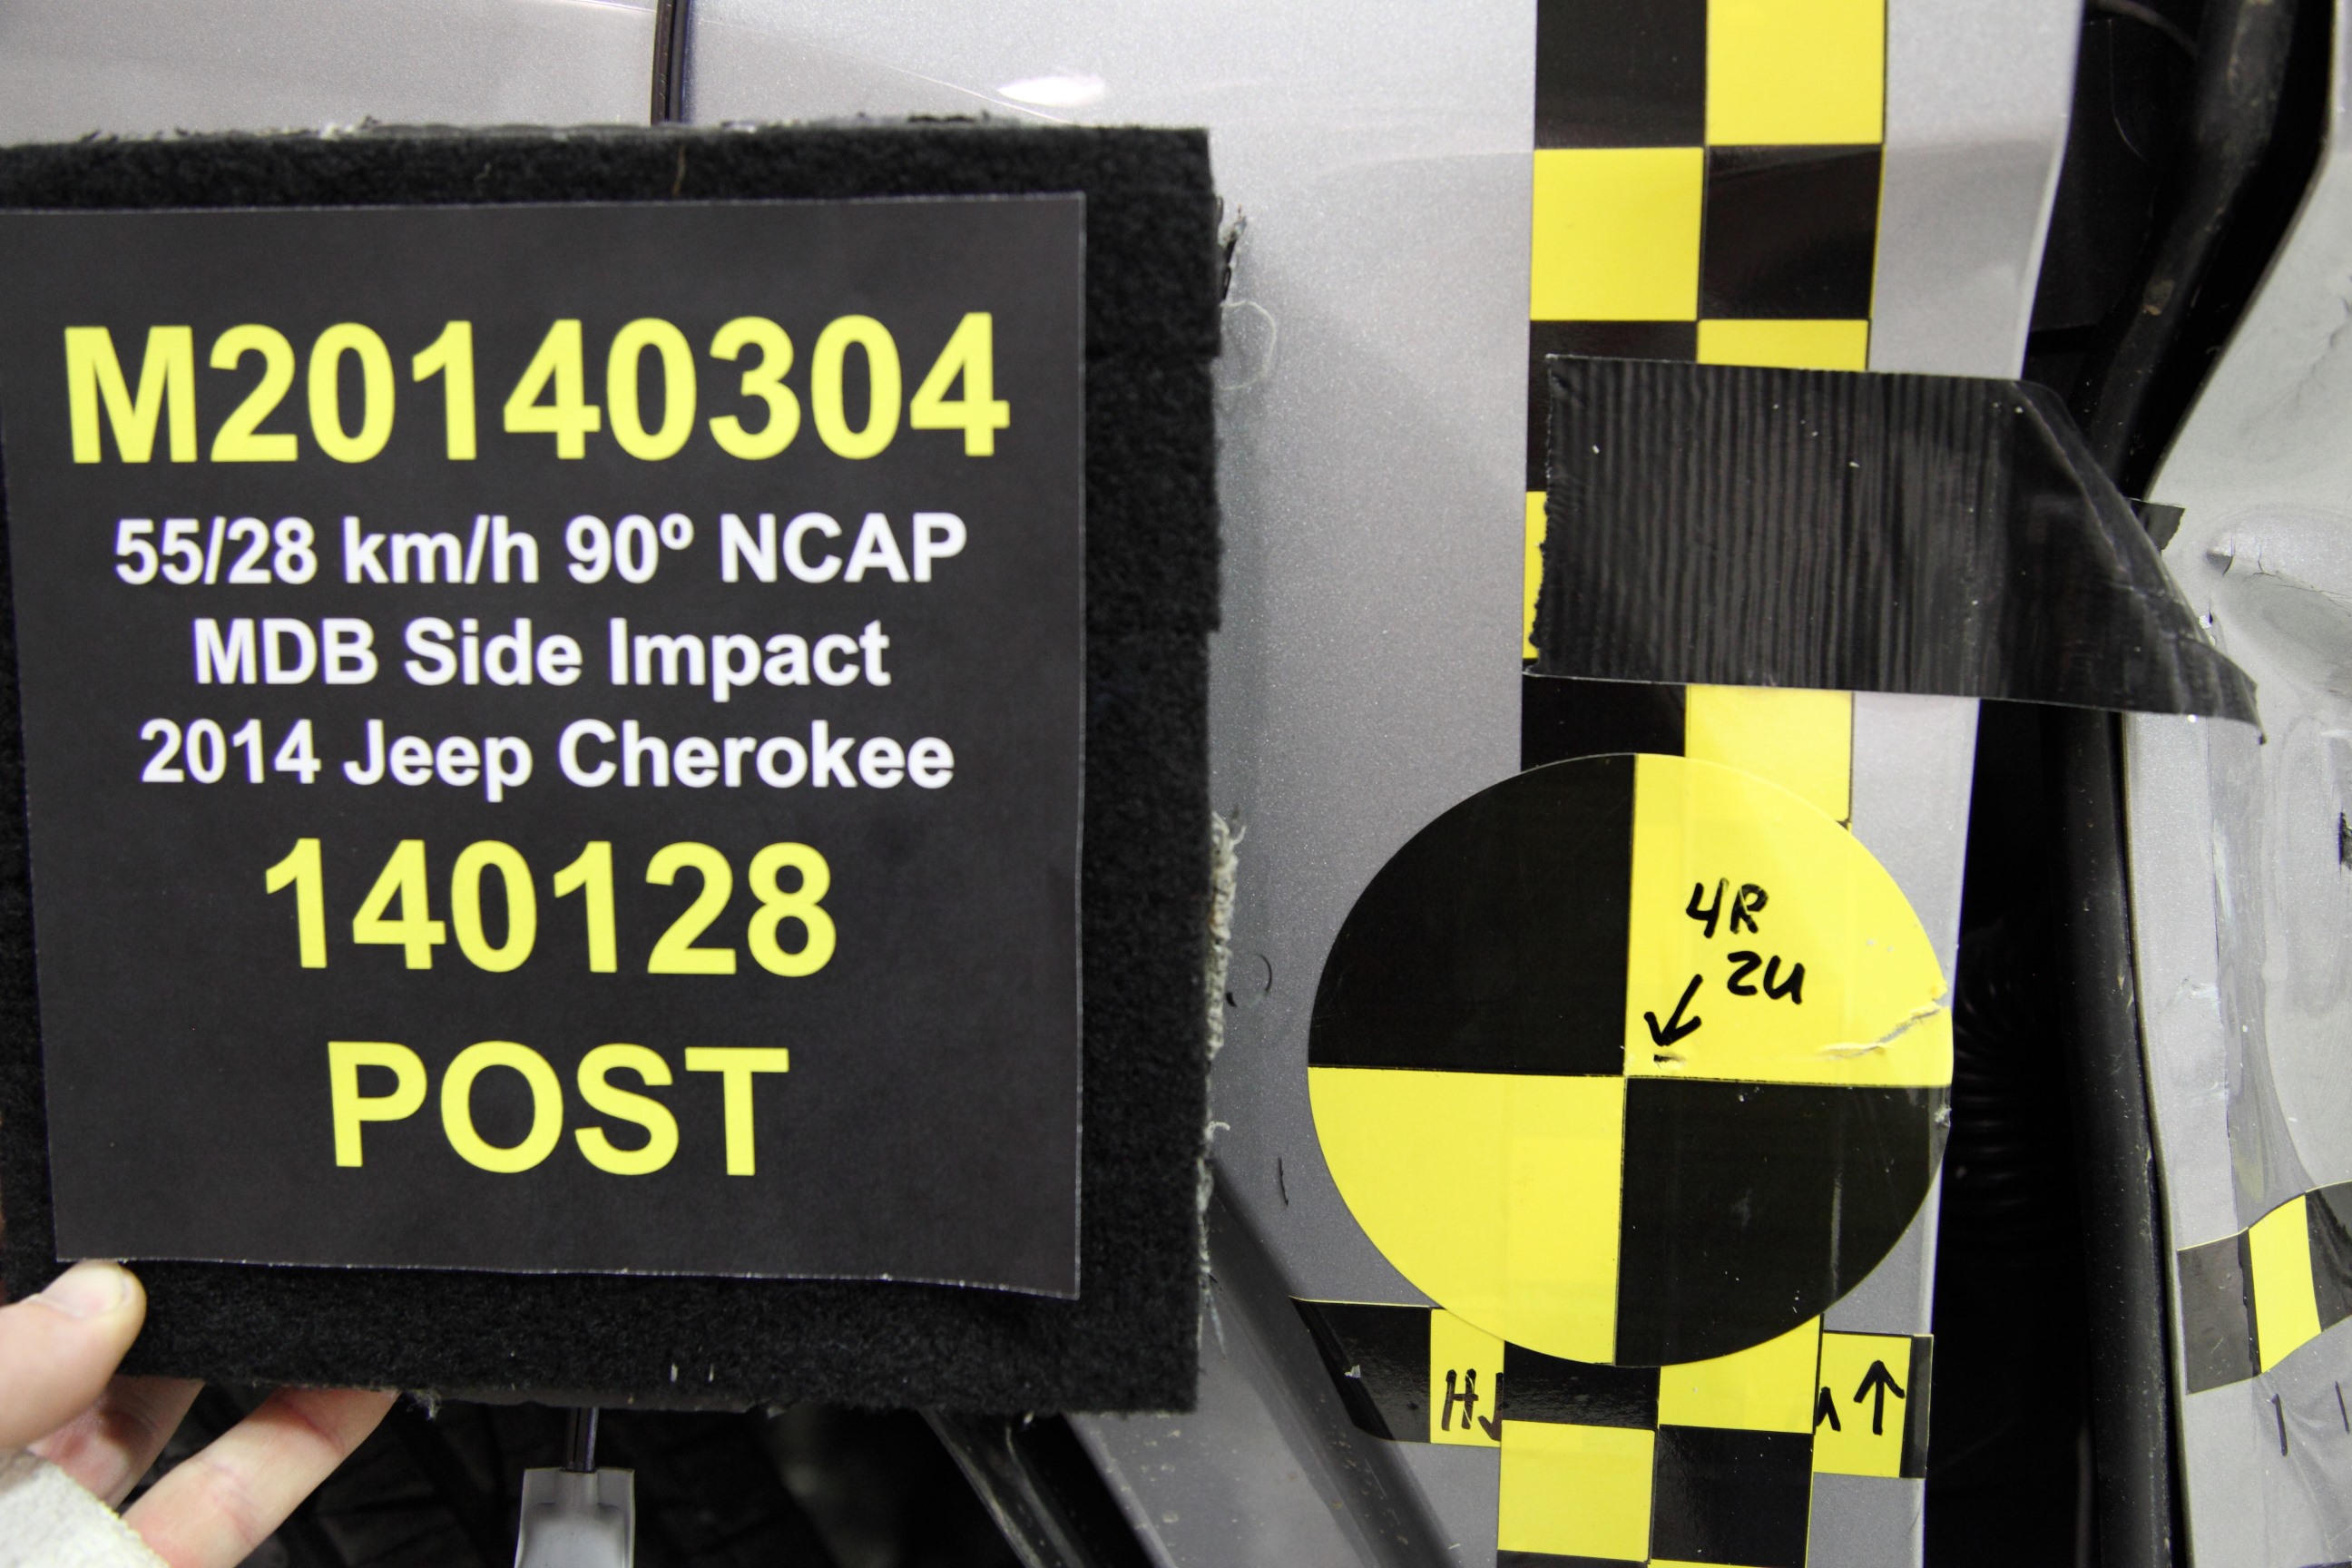 M20140304
55/28 km/h 90º NCAP
MDB Side Impact
2014 Jeep Cherokee
140128
POST
4R
2u
↑